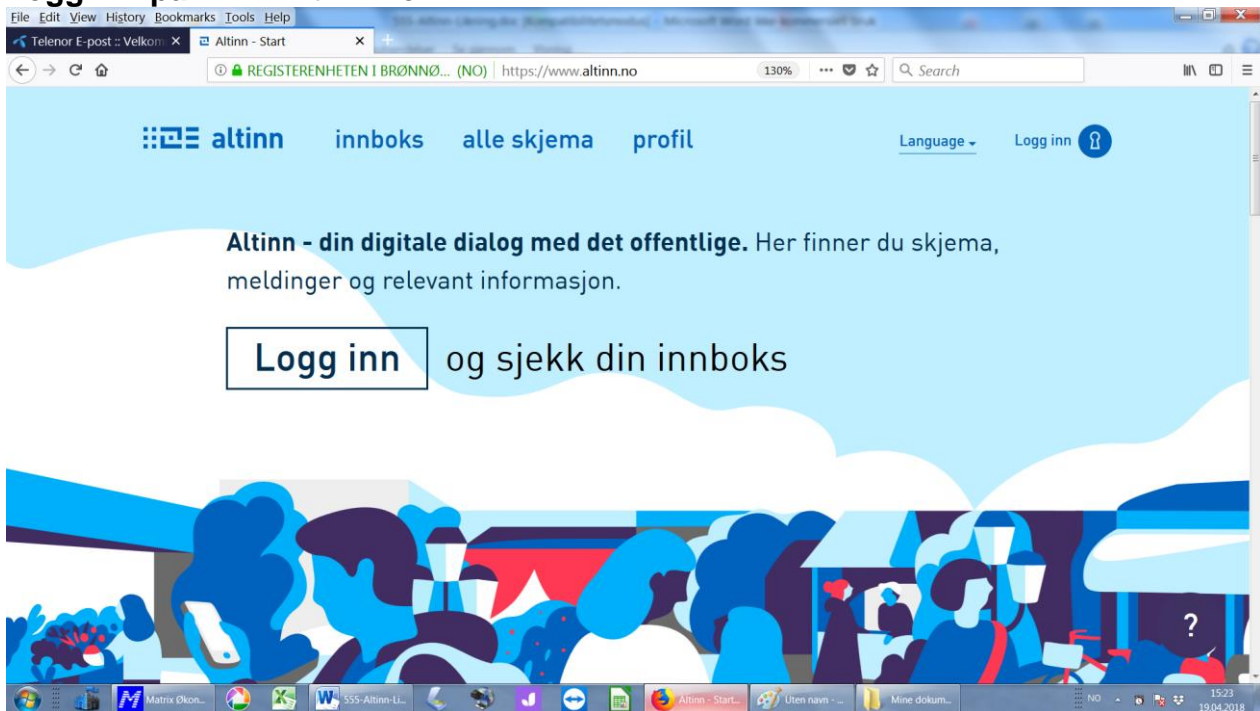 File Edit View History Bookmarks Tools Help
Telenor E-post :: Velkom
Altinn - Start
REGISTERENHETEN I BRØNNØ... (NO) https://www.altinn.no 130% Search
altinn innboks alle skjema profil Language Logg inn
Altinn - din digitale dialog med det offentlige. Her finner du skjema,
meldinger og relevant informasjon.
Logg inn og sjekk din innboks
?
Matrix Økon... 555-Altinn-Li... Altinn - Start... Uten navn - ... Mine dokum... NO 15:23
19.04.2018